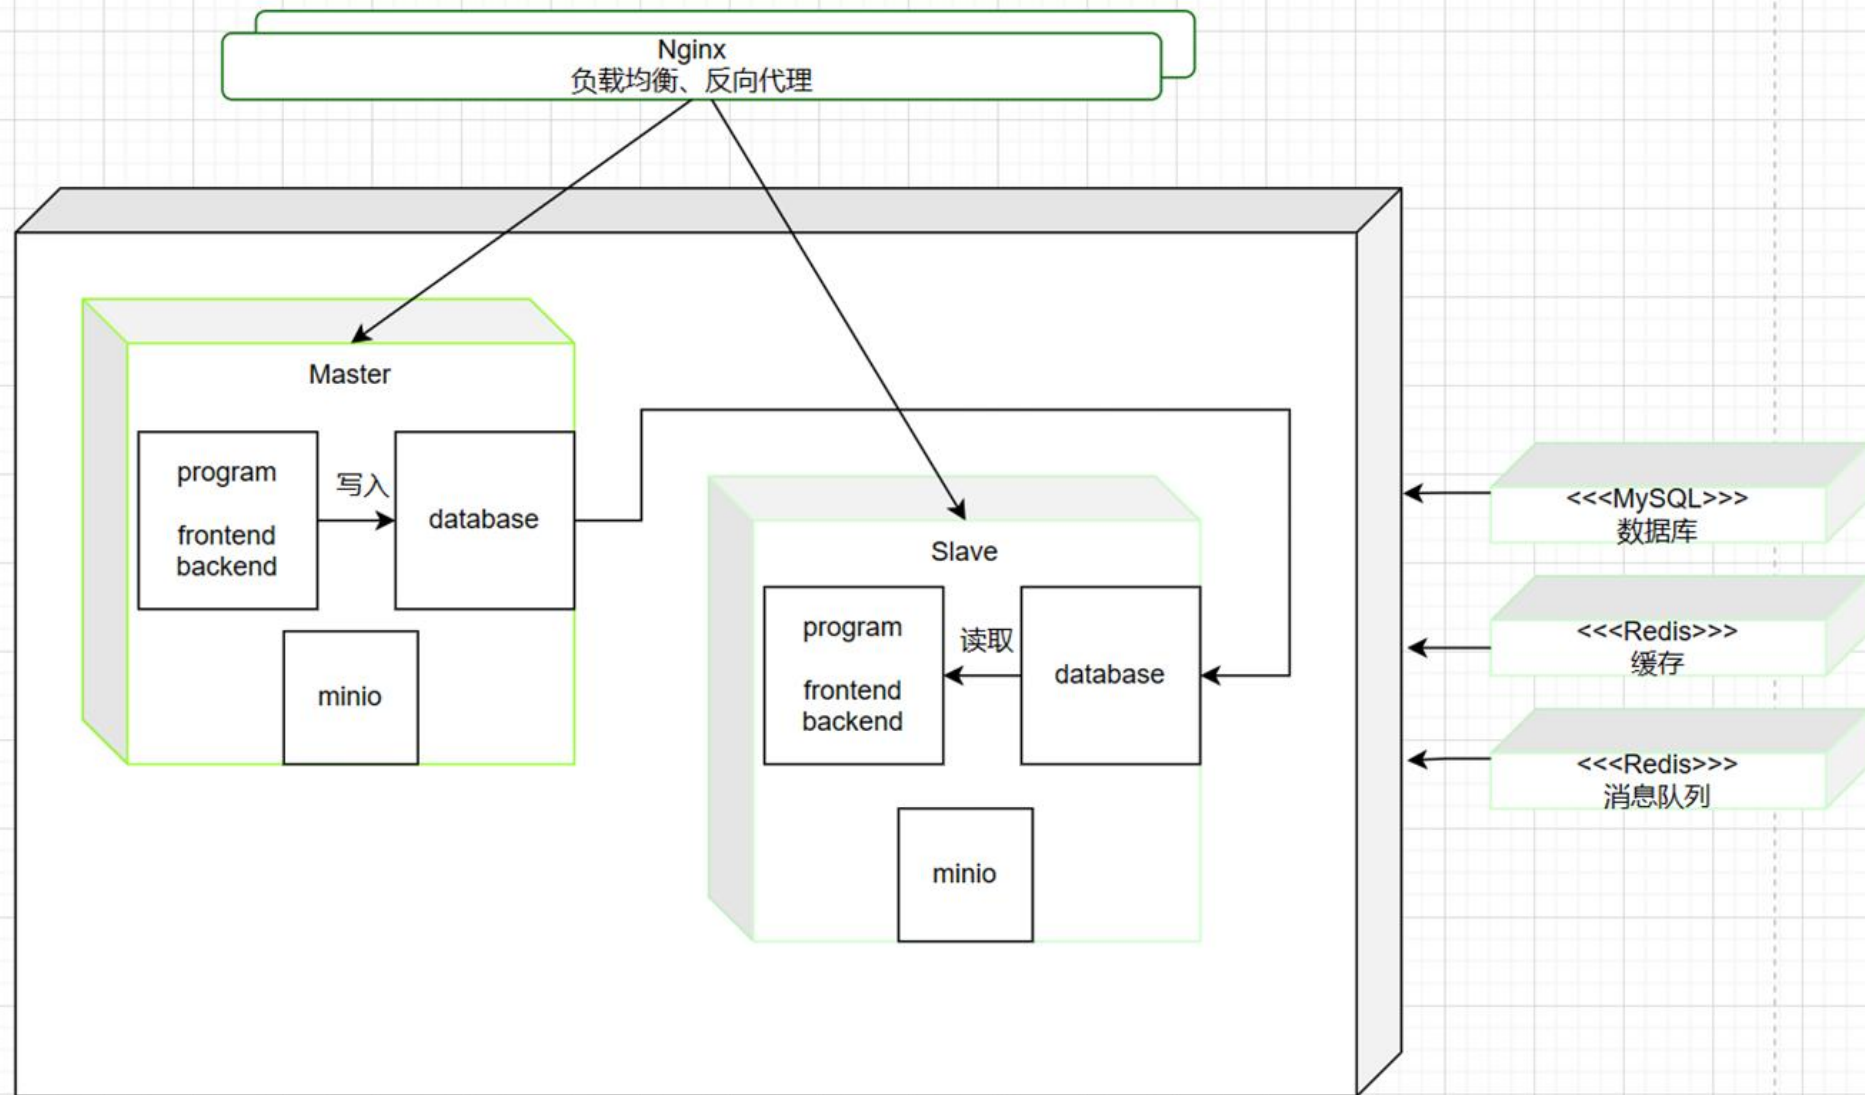 Nginx
负载均衡、反向代理
Master
program
frontend
backend
写入
database
minio
Slave
program
frontend
backend
读取
database
minio
<<<MySQL>>>
数据库
<<<Redis>>>
缓存
<<<Redis>>>
消息队列